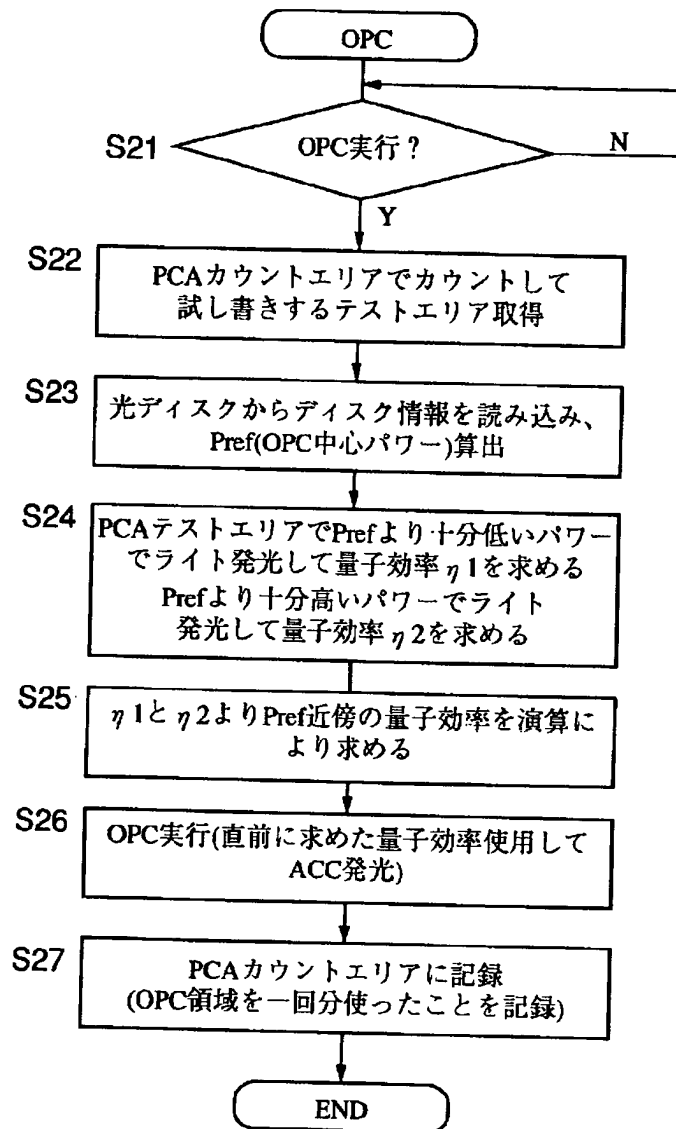 OPC
S21
OPC実行?
N
Y
S22
PCAカウントエリアでカウントして
試し書きするテストエリア取得
S23
光ディスクからディスク情報を読み込み、
Pref(OPC中心パワー)算出
S24
PCAテストエリアでPrefより十分低いパワー
でライト発光して量子効率η1を求める
Prefより十分高いパワーでライト
発光して量子効率η2を求める
S25
η1とη2よりPref近傍の量子効率を演算に
より求める
S26
OPC実行(直前に求めた量子効率使用して
ACC発光)
S27
PCAカウントエリアに記録
(OPC領域を一回分使ったことを記録)
END